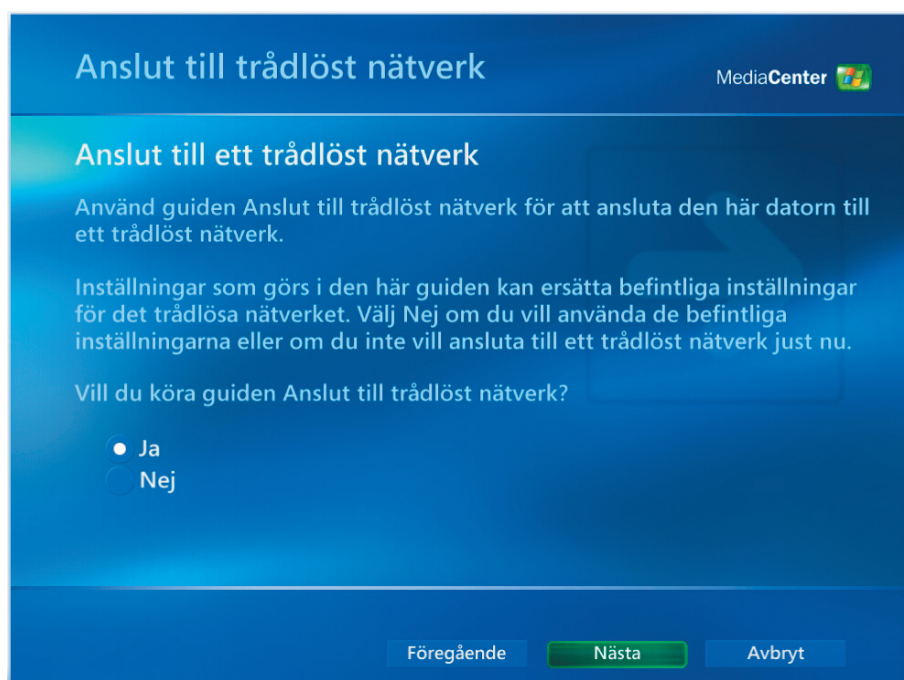 Anslut till trådlöst nätverk
MediaCenter
Anslut till ett trådlöst nätverk
Använd guiden Anslut till trådlöst nätverk för att ansluta den här datorn till
ett trådlöst nätverk.
Inställningar som görs i den här guiden kan ersätta befintliga inställningar
för det trådlösa nätverket. Välj Nej om du vill använda de befintliga
inställningarna eller om du inte vill ansluta till ett trådlöst nätverk just nu.
Vill du köra guiden Anslut till trådlöst nätverk?
Ja
Nej
Föregående Nästa Avbryt